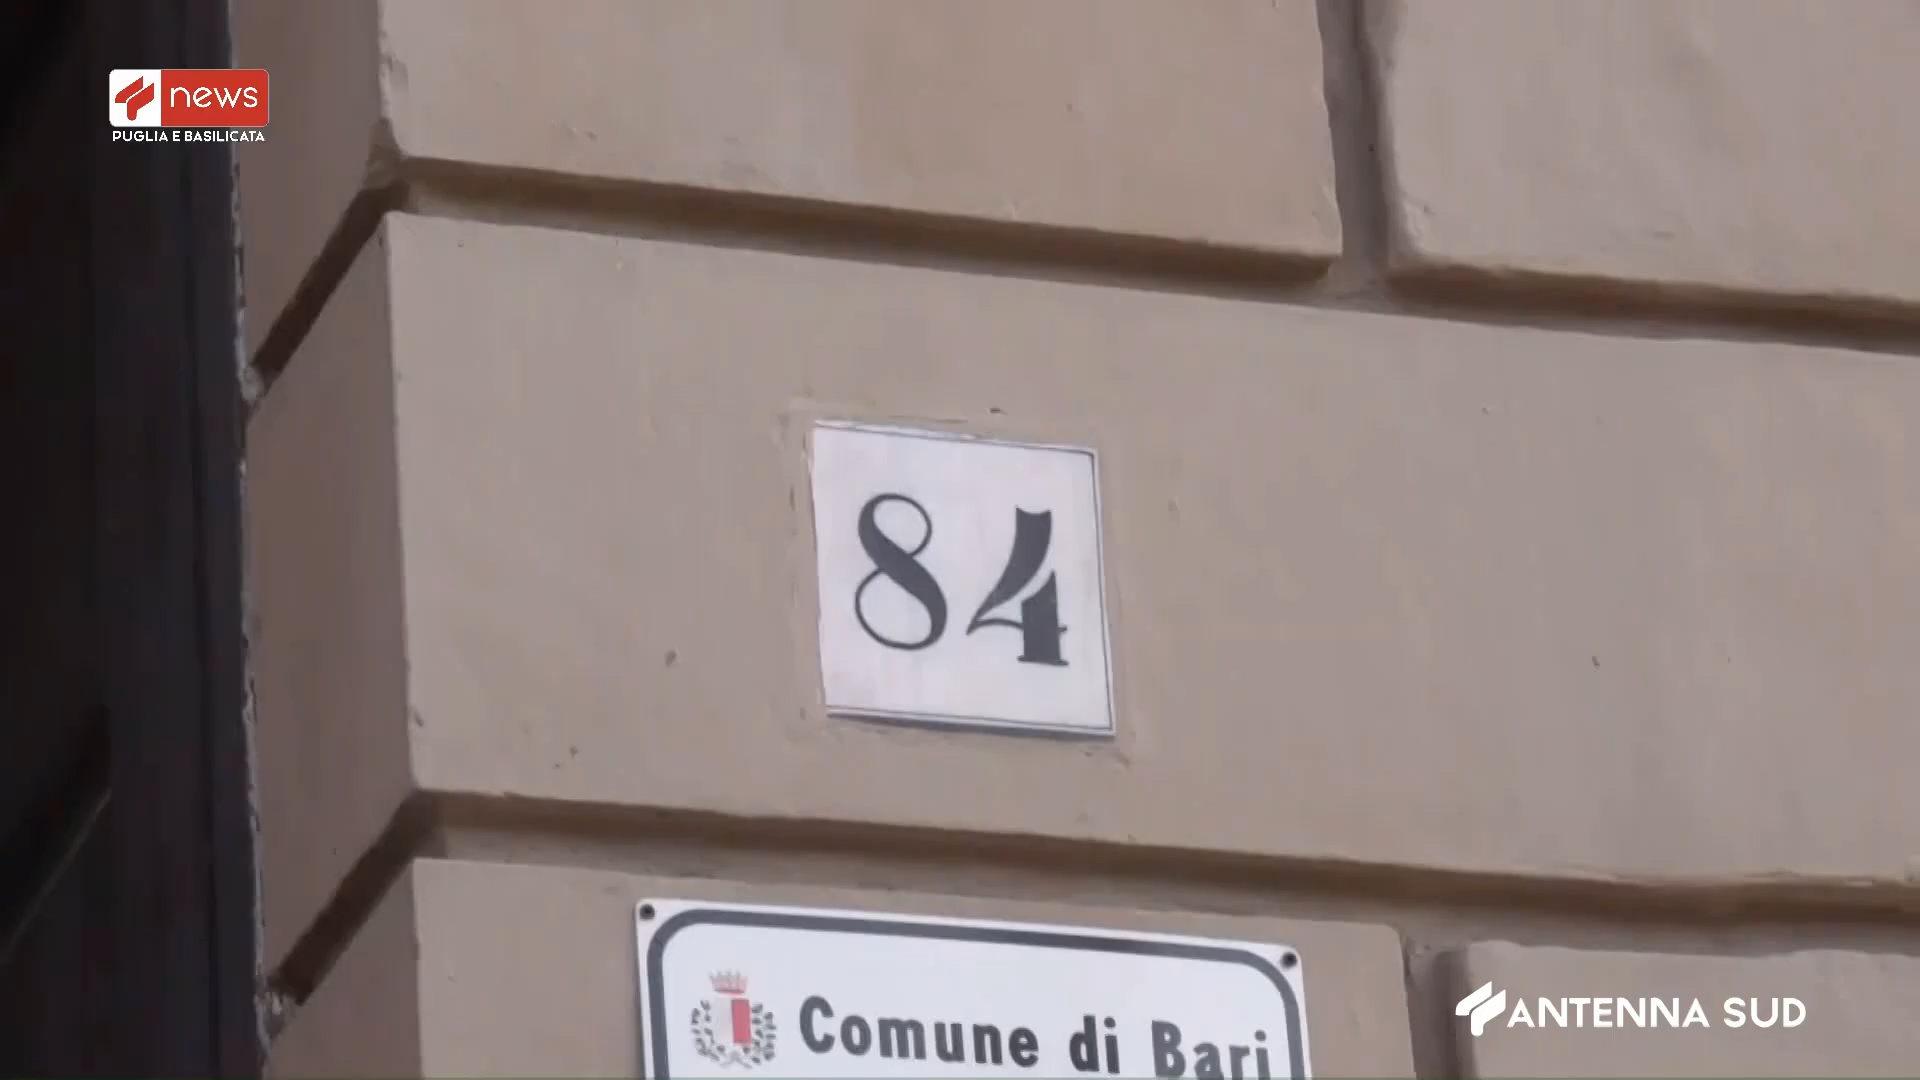 news
PUGLIA E BASILICATA
84
Comune di Bari
ANTENNA SUD